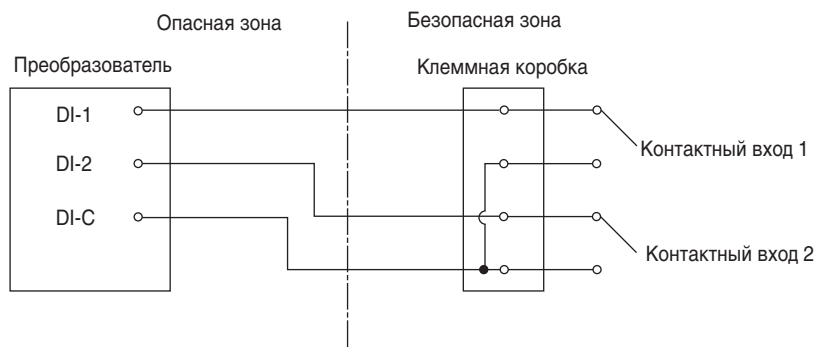 Опасная зона
Безопасная зона
Преобразователь
Клеммная коробка
DI-1
Контактный вход 1
DI-2
DI-C
Контактный вход 2